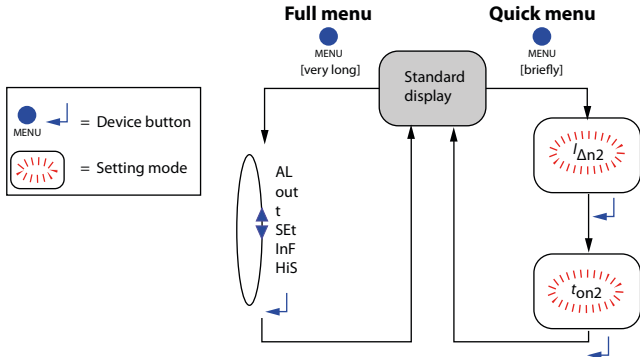 Full menu
Quick menu
MENU
[very long]
MENU
[briefly]
Standard
display
MENU
= Device button
= Setting mode
AL
out
t
SEt
InF
HiS
IΔn2
ton2